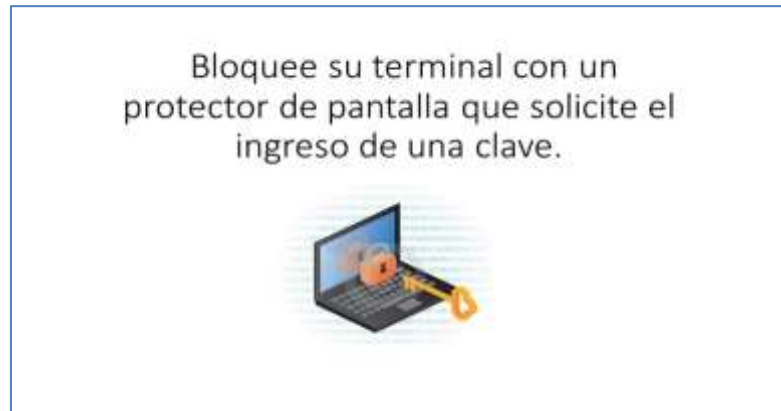 Bloquee su terminal con un
protector de pantalla que solicite el
ingreso de una clave.